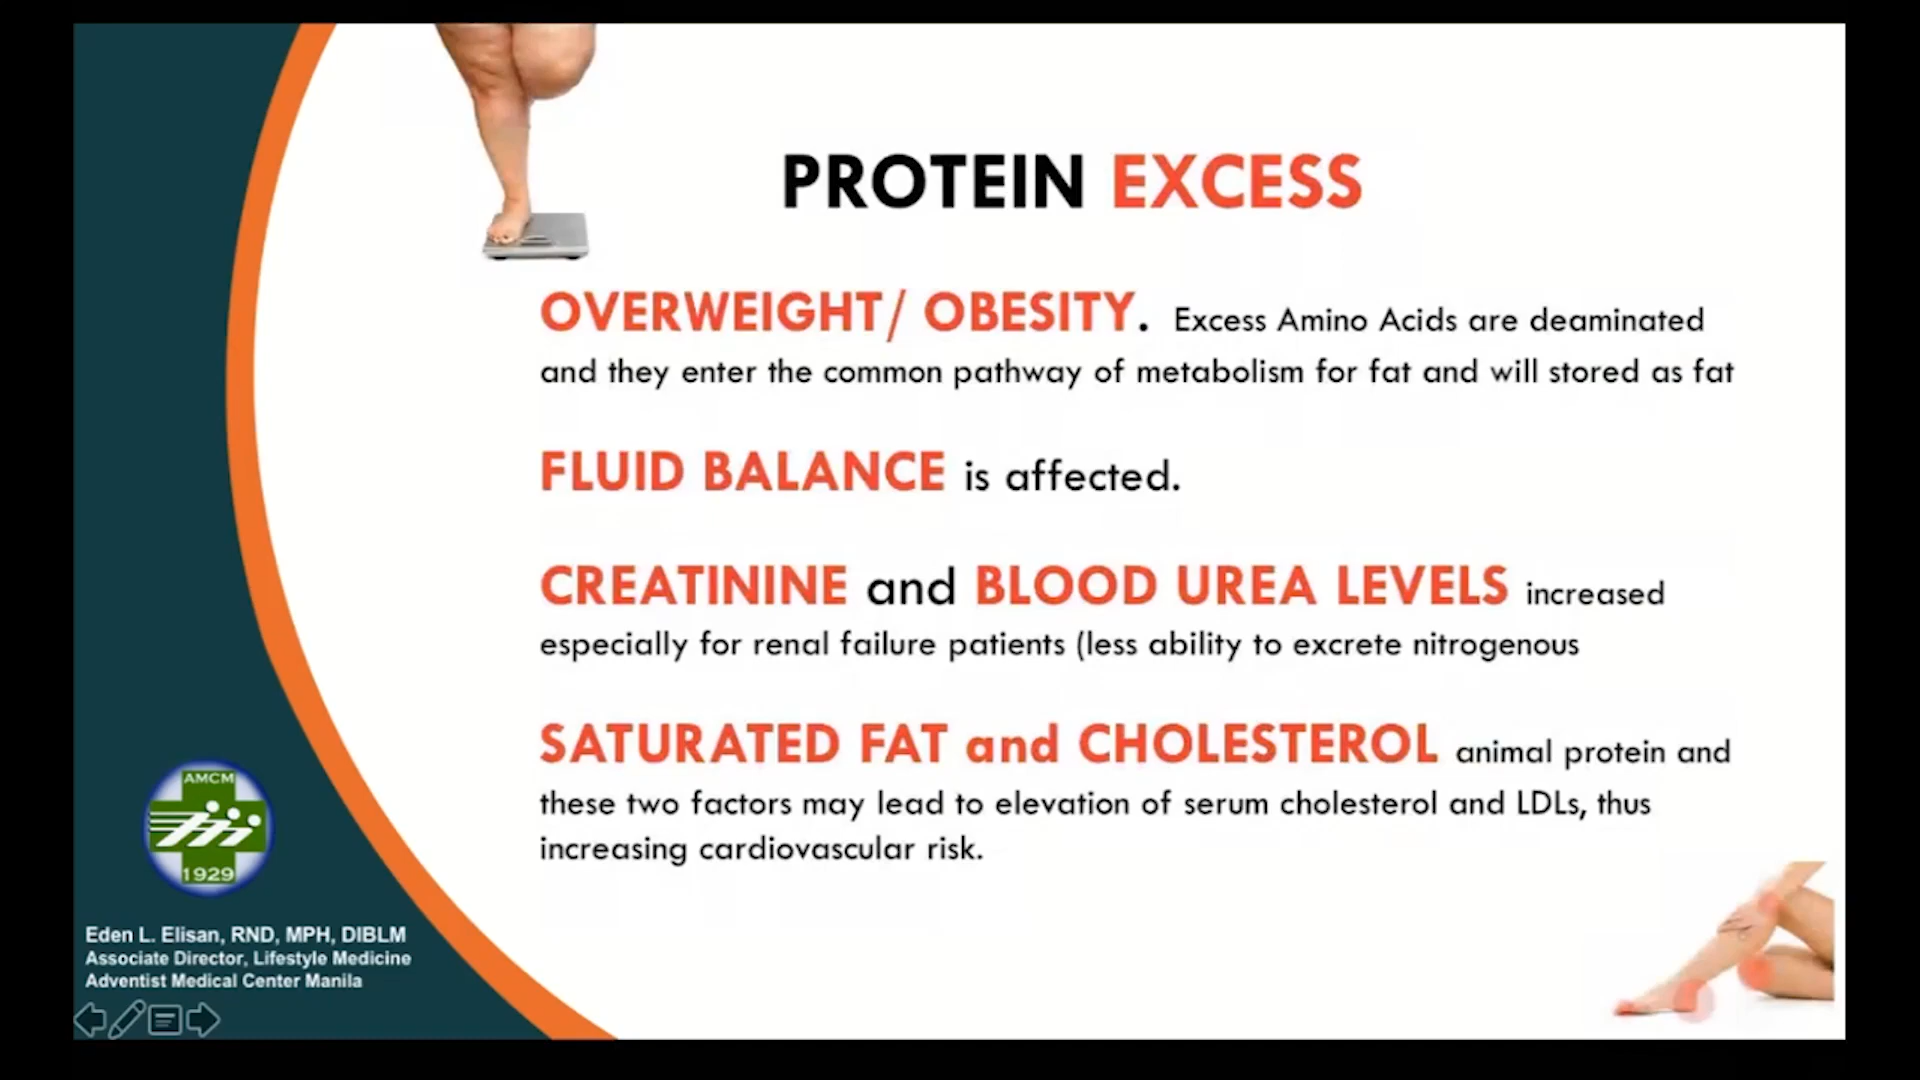 PROTEIN EXCESS
OVERWEIGHT/ OBESITY. Excess Amino Acids are deaminated
and they enter the common pathway of metabolism for fat and will stored as fat
FLUID BALANCE is affected.
CREATININE and BLOOD UREA LEVELS increased
especially for renal failure patients (less ability to excrete nitrogenous
SATURATED FAT and CHOLESTEROL animal protein and
these two factors may lead to elevation of serum cholesterol and LDLs, thus
increasing cardiovascular risk.
AMCM
1929
Eden L. Elisan, RND, MPH, DIBLM
Associate Director, Lifestyle Medicine
Adventist Medical Center Manila